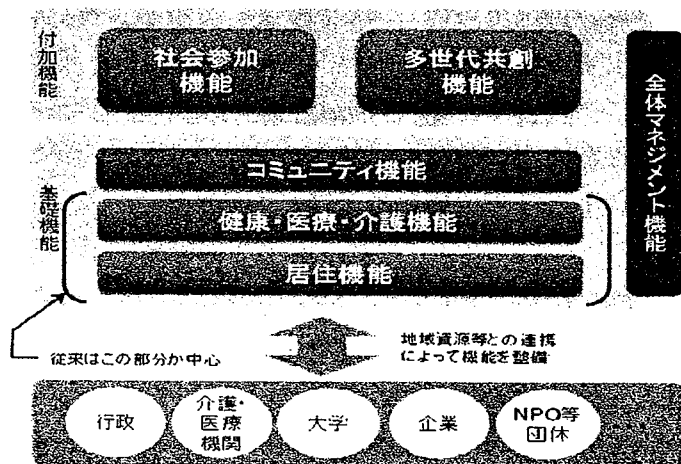 付加機能
社会参加
機能
多世代共創
機能
全体マネジメント機能
基礎機能
コミュニティ機能
健康・医療・介護機能
居住機能
従来はこの部分が中心
地域資源等との連携
によって機能を整備
行政
介護・
医療
機関
大学
企業
NPO等
団体